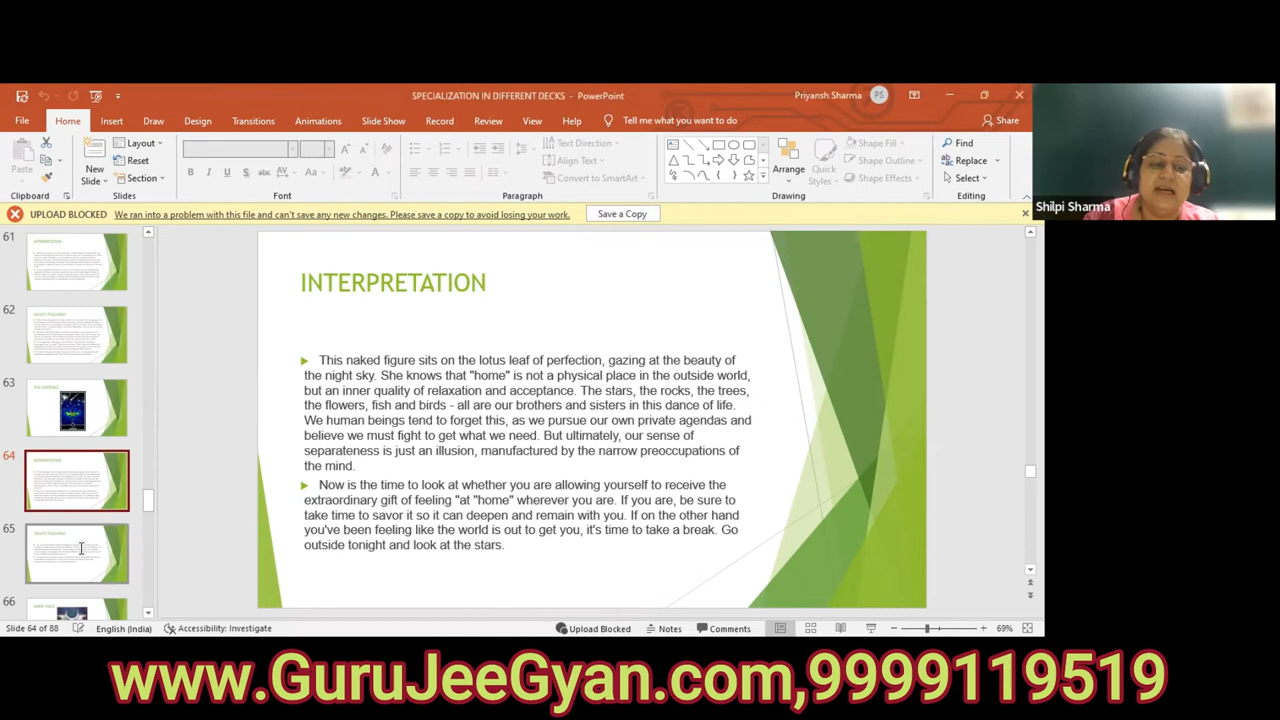 SPECIALIZATION IN DIFFERENT DECKS - PowerPoint
Priyansh Sharma
PS
File
Home
Insert
Draw
Design
Transitions
Animations
Slide Show
Record
Review
View
Help
Tell me what you want to do
Share
Paste
Clipboard
New
Slide
Layout
Reset
Section
Slides
Font
Text Direction
Align Text
Convert to SmartArt
Paragraph
Arrange
Quick
Styles
Shape Fill
Shape Outline
Shape Effects
Drawing
Find
Replace
Select
Editing
Shilpi Sharma
UPLOAD BLOCKED
We ran into a problem with this file and can't save any new changes. Please save a copy to avoid losing your work.
Save a Copy
61
62
63
64
65
66
INTERPRETATION
This naked figure sits on the lotus leaf of perfection, gazing at the beauty of
the night sky. She knows that "home" is not a physical place in the outside world,
but an inner quality of relaxation and acceptance. The stars, the rocks, the trees,
the flowers, fish and birds - all are our brothers and sisters in this dance of life.
We human beings tend to forget this, as we pursue our own private agendas and
believe we must fight to get what we need. But ultimately, our sense of
separateness is just an illusion, manufactured by the narrow preoccupations of
the mind.
Now is the time to look at whether you are allowing yourself to receive the
extraordinary gift of feeling "at "home" wherever you are. If you are, be sure to
take time to savor it so it can deepen and remain with you. If on the other hand
you've been feeling like the world is out to get you, it's time to take a break. Go
outside tonight and look at the stars.
Slide 64 of 88
English (India)
Accessibility: Investigate
Upload Blocked
Notes
Comments
69%
www.GuruJeeGyan.com,9999119519